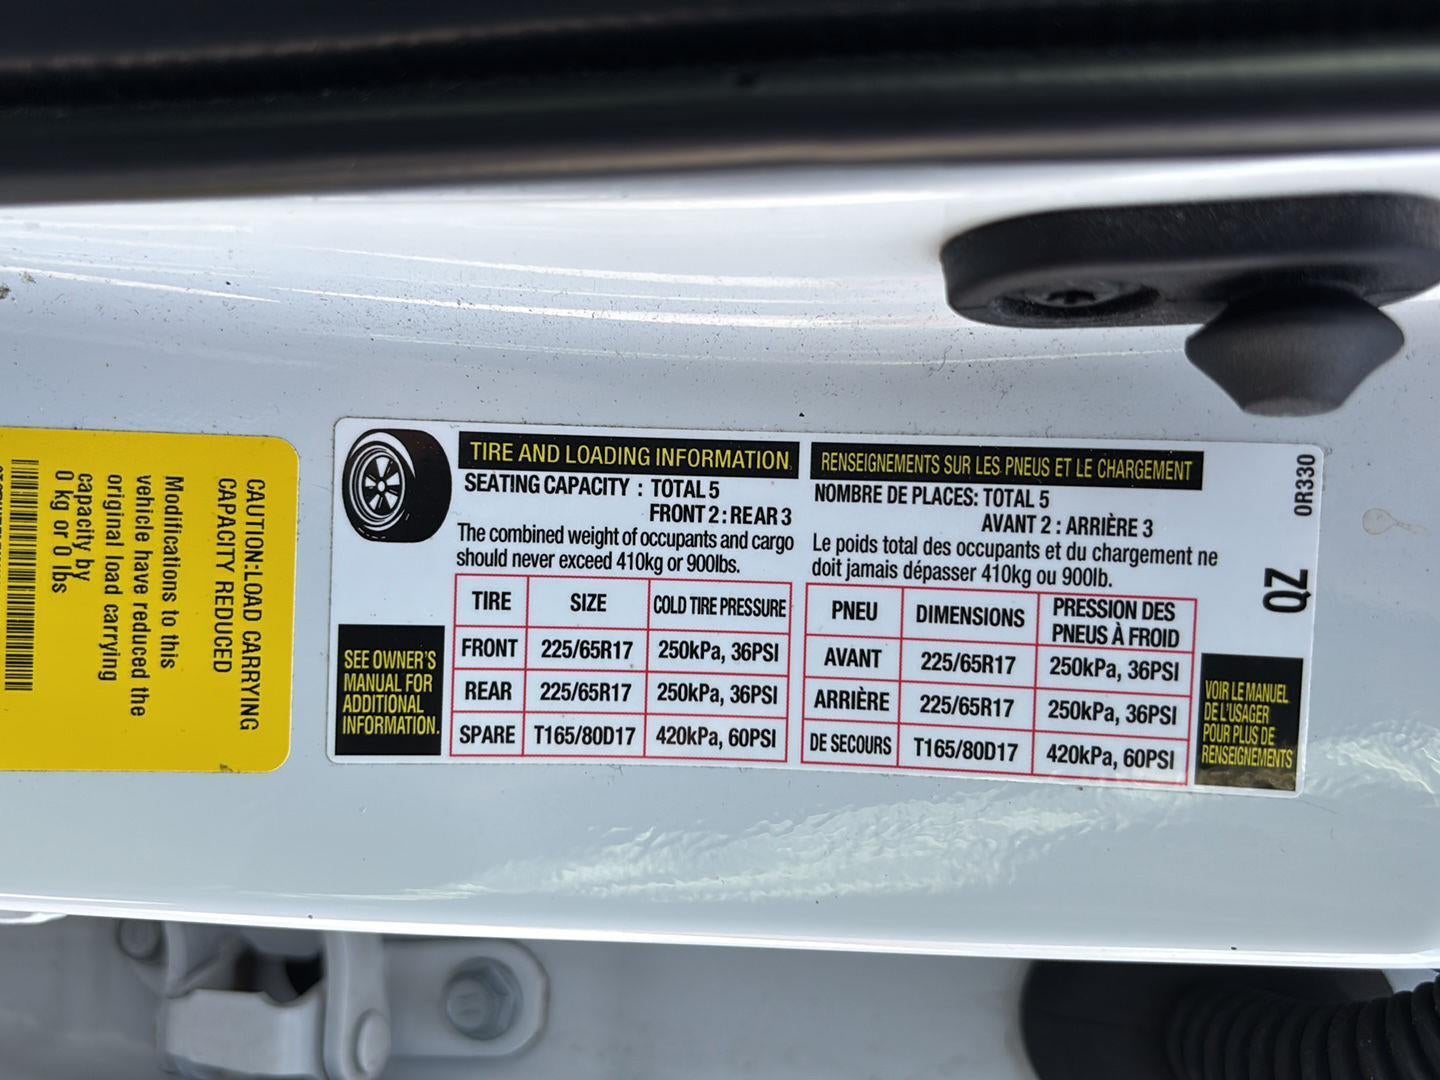 CAUTION:LOAD CARRYING
CAPACITY REDUCED
Modifications to this
vehicle have reduced the
original load carrying
capacity by
0 kg or 0 lbs
TIRE AND LOADING INFORMATION
SEATING CAPACITY : TOTAL 5
FRONT 2 : REAR 3
The combined weight of occupants and cargo
should never exceed 410kg or 900lbs.
TIRE SIZE COLD TIRE PRESSURE
FRONT 225/65R17 250kPa, 36PSI
REAR 225/65R17 250kPa, 36PSI
SPARE T165/80D17 420kPa, 60PSI
SEE OWNER'S
MANUAL FOR
ADDITIONAL
INFORMATION.
RENSEIGNEMENTS SUR LES PNEUS ET LE CHARGEMENT
NOMBRE DE PLACES: TOTAL 5
AVANT 2 : ARRIÈRE 3
Le poids total des occupants et du chargement ne
doit jamais dépasser 410kg ou 900lb.
PNEU DIMENSIONS PRESSION DES
PNEUS À FROID
AVANT 225/65R17 250kPa, 36PSI
ARRIÈRE 225/65R17 250kPa, 36PSI
DE SECOURS T165/80D17 420kPa, 60PSI
VOIR LE MANUEL
DE L'USAGER
POUR PLUS DE
RENSEIGNEMENTS
0R330
QZ